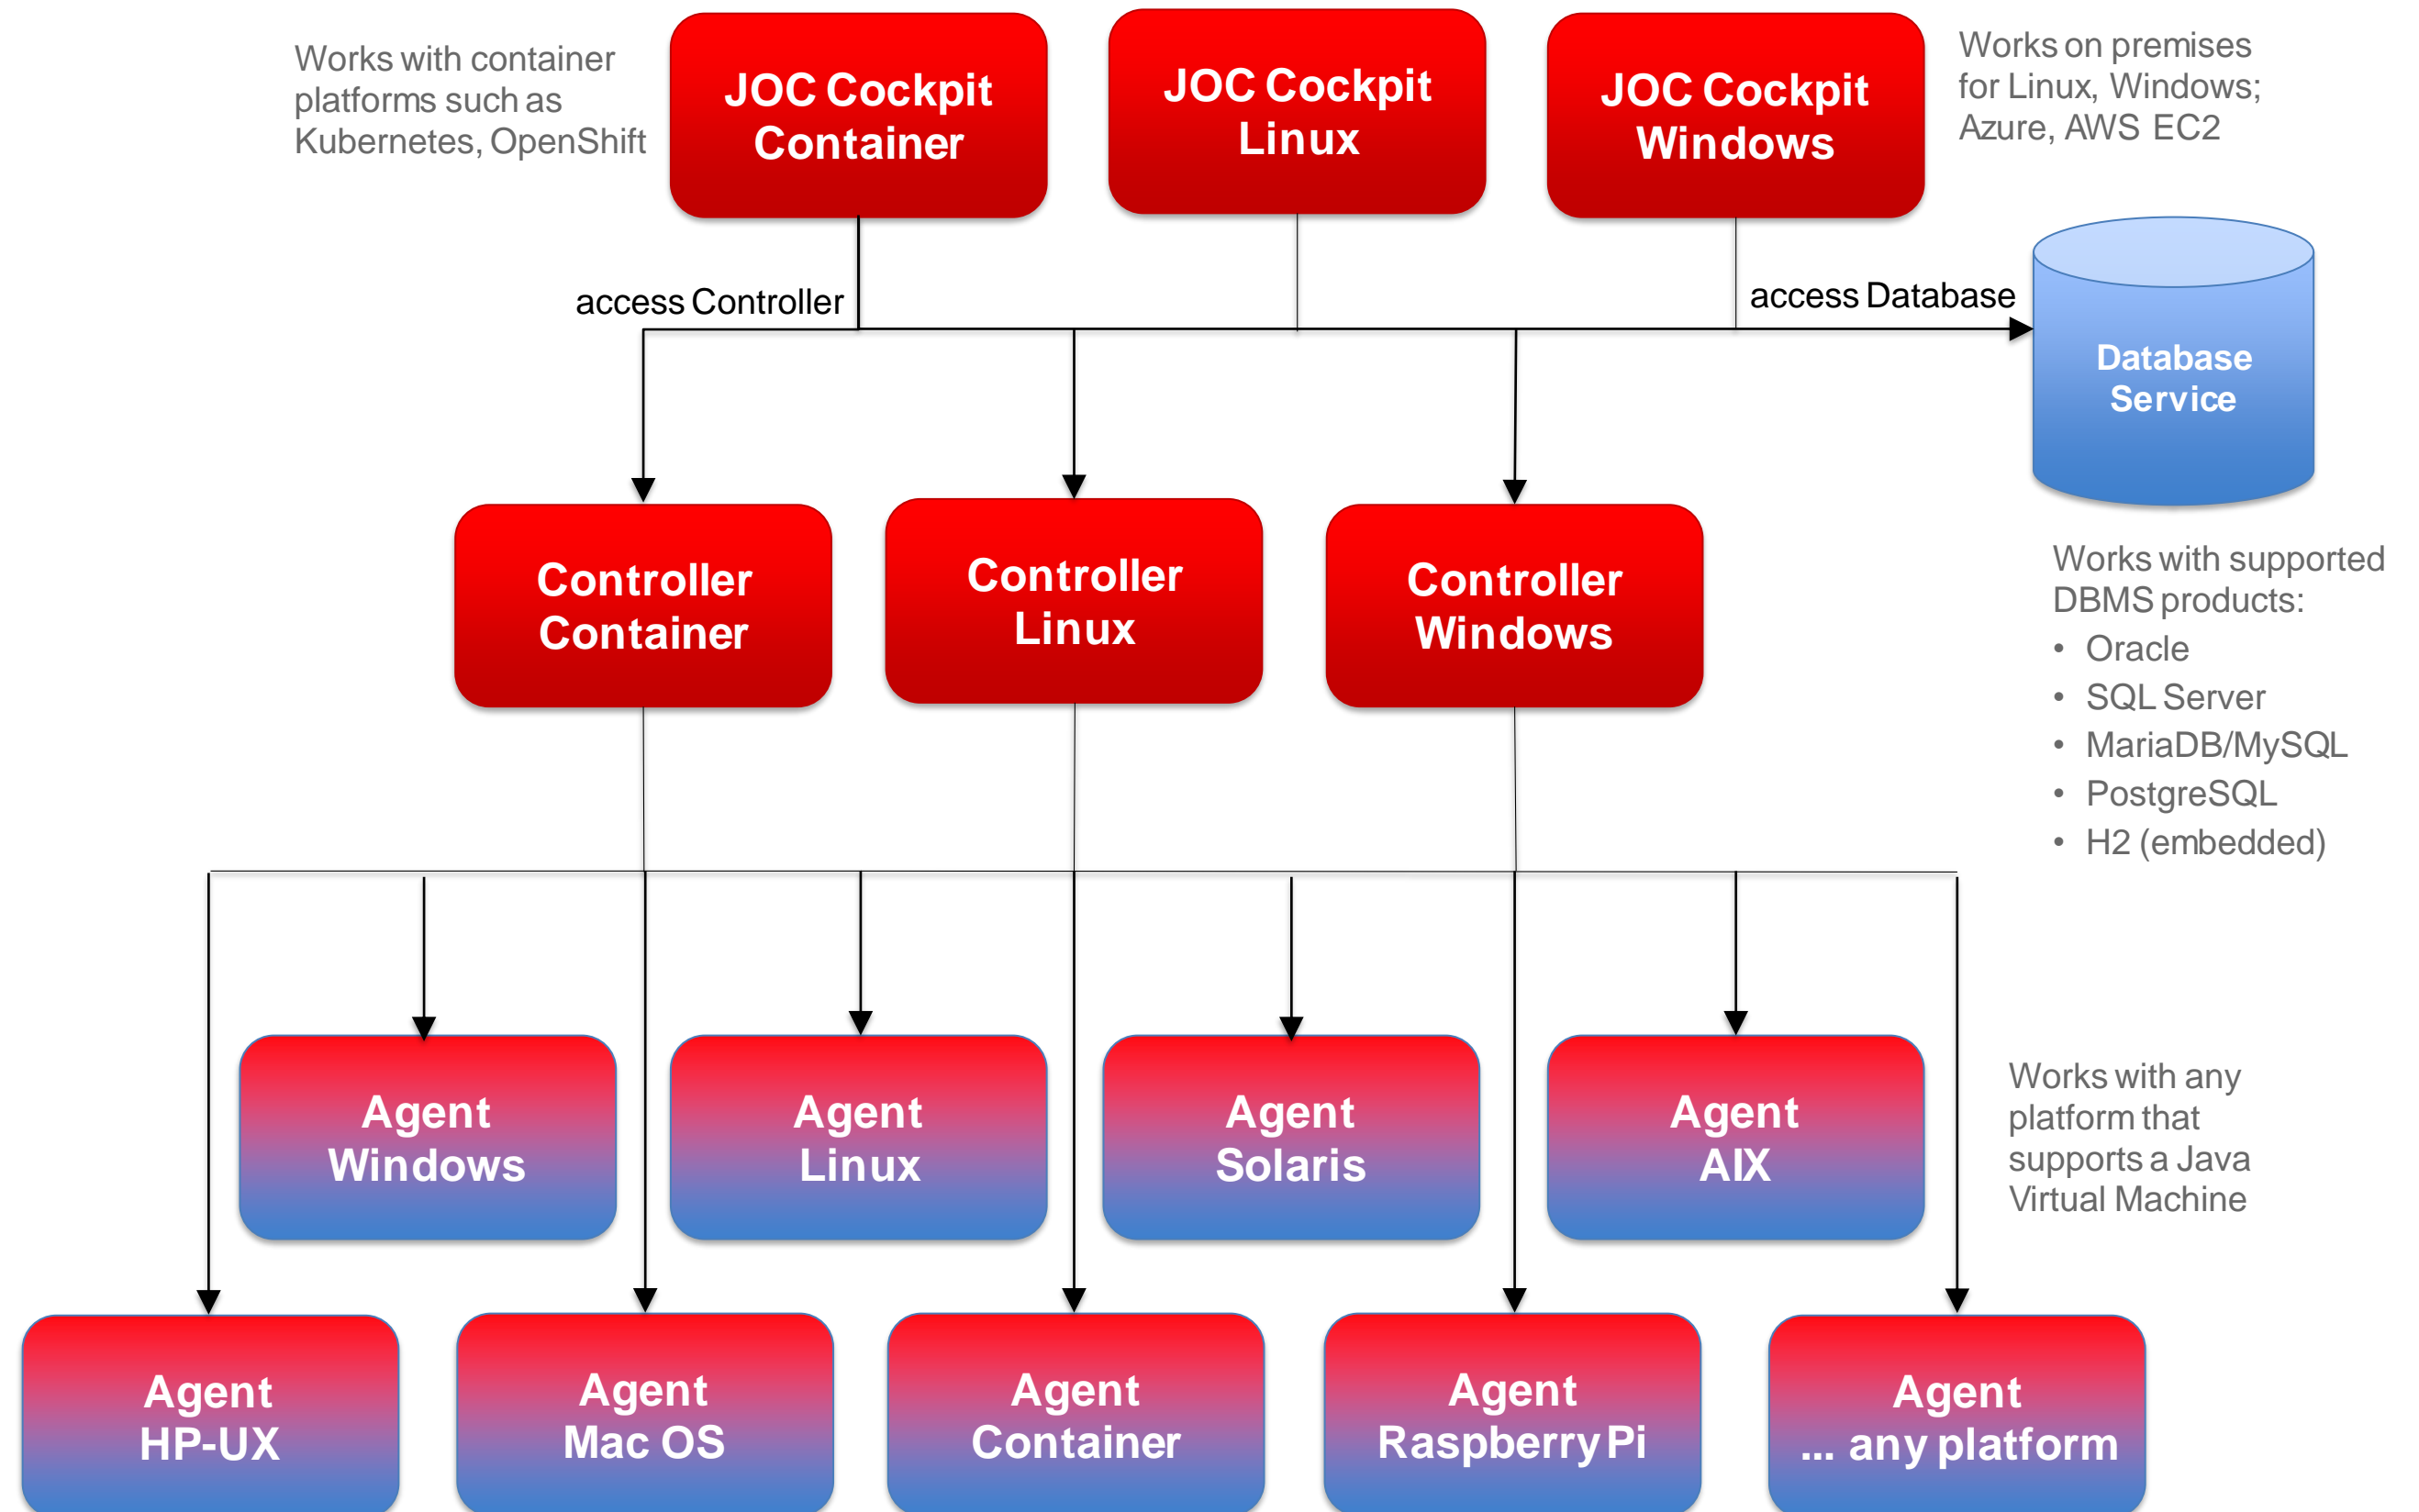 Works with container
platforms such as
Kubernetes, OpenShift
JOC Cockpit
Container
JOC Cockpit
Linux
JOC Cockpit
Windows
Works on premises
for Linux, Windows;
Azure, AWS EC2
access Controller
access Database
Database
Service
Controller
Container
Controller
Linux
Controller
Windows
Works with supported
DBMS products:
• Oracle
• SQL Server
• MariaDB/MySQL
• PostgreSQL
• H2 (embedded)
Agent
Windows
Agent
Linux
Agent
Solaris
Agent
AIX
Works with any
platform that
supports a Java
Virtual Machine
Agent
HP-UX
Agent
Mac OS
Agent
Container
Agent
Raspberry Pi
Agent
... any platform